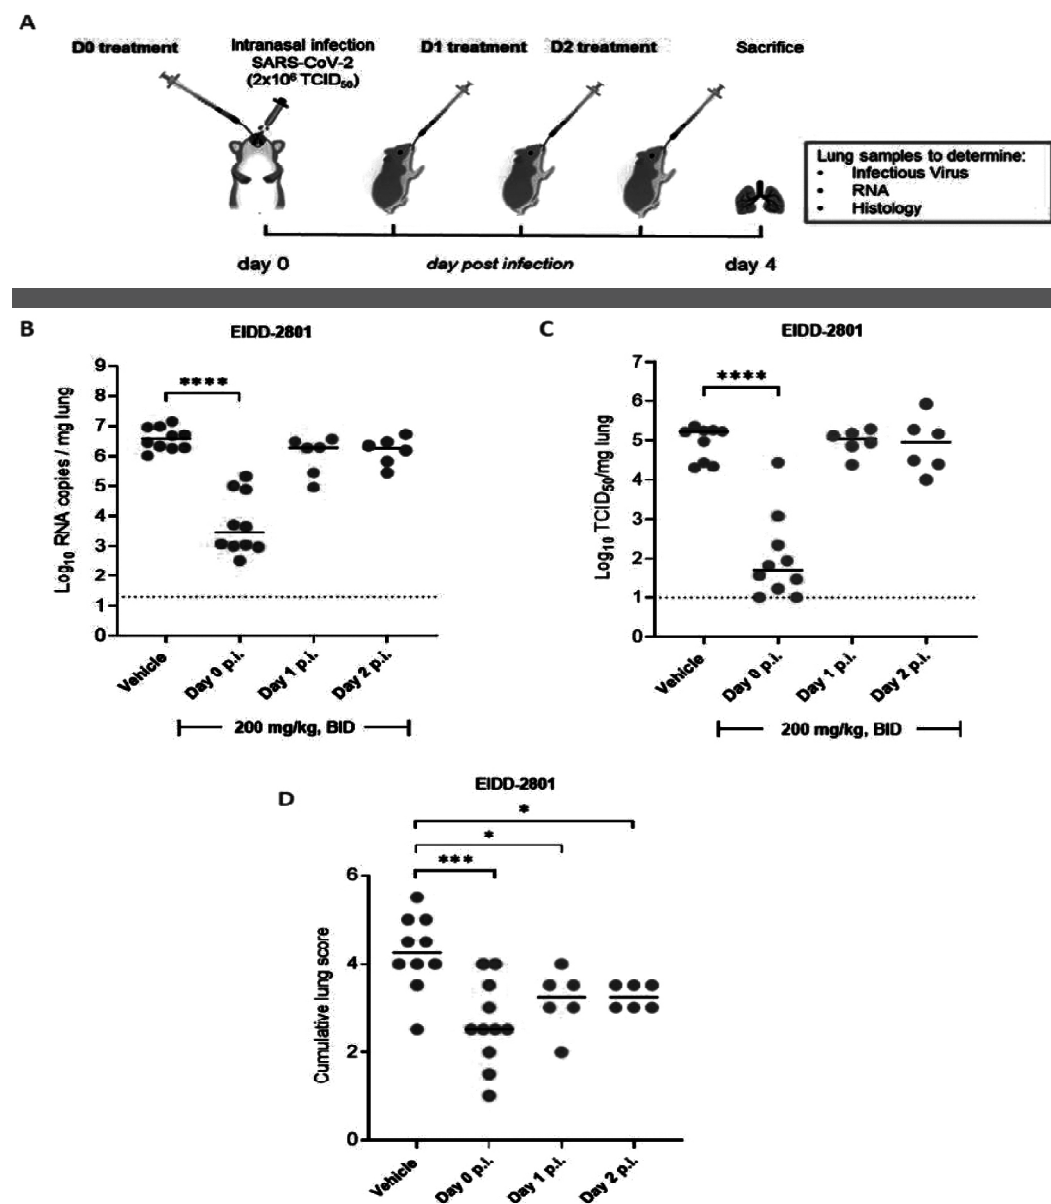 A
D0 treatment
Intranasal infection
SARS-CoV-2
(2x10⁶ TCID₅₀)
D1 treatment
D2 treatment
Sacrifice
Lung samples to determine:
• Infectious Virus
• RNA
• Histology
day 0
day post infection
day 4
B
EIDD-2801
****
Log₁₀ RNA copies / mg lung
9
8
7
6
5
4
3
2
1
0
Vehicle
Day 0 p.i.
Day 1 p.i.
Day 2 p.i.
200 mg/kg, BID
C
EIDD-2801
****
Log₁₀ TCID₅₀/mg lung
7
6
5
4
3
2
1
0
Vehicle
Day 0 p.i.
Day 1 p.i.
Day 2 p.i.
200 mg/kg, BID
D
EIDD-2801
*
*
***
Cumulative lung score
6
4
2
0
Vehicle
Day 0 p.i.
Day 1 p.i.
Day 2 p.i.